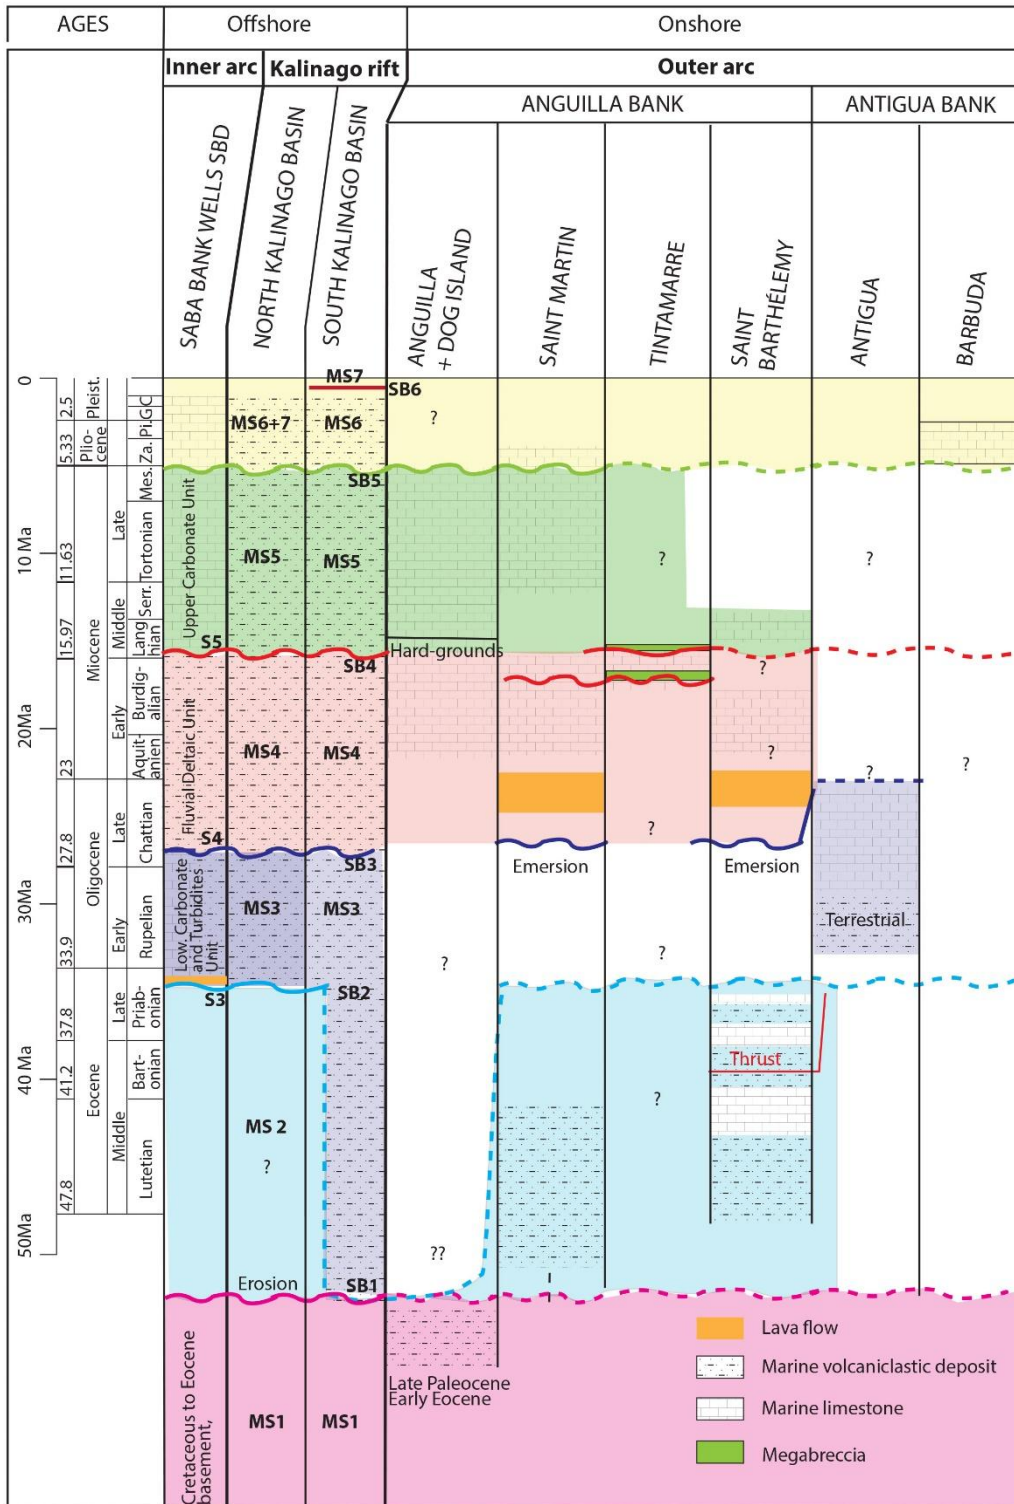 AGES
Offshore
Onshore
Inner arc
Kalinago rift
Outer arc
ANGUILLA BANK
ANTIGUA BANK
SABA BANK WELLS SBD
NORTH KALINAGO BASIN
SOUTH KALINAGO BASIN
ANGUILLA
+ DOG ISLAND
SAINT MARTIN
TINTAMARRE
SAINT
BARTHÉLEMY
ANTIGUA
BARBUDA
0
10 Ma
20Ma
30Ma
40 Ma
50Ma
2.5
5.33
11.63
15.97
23
27.8
33.9
37.8
41.2
47.8
Pleist.
Plio-
cene
Miocene
Oligocene
Eocene
Late
Middle
Early
Late
Early
Late
Middle
GC
Pi.
Za.
Mes.
Tortonian
Serr.
Lang
hian
Burdig-
alian
Aquit-
anien
Chattian
Rupelian
Priab-
onian
Bart-
onian
Lutetian
MS7
SB6
MS6+7
MS6
?
SB5
Upper Carbonate Unit
MS5
MS5
?
?
S5
SB4
Hard-grounds
?
Fluvial Deltaic Unit
MS4
MS4
?
?
?
?
S4
SB3
Emersion
Emersion
Low. Carbonate
and Turbidites
Unit
MS3
MS3
Terrestrial
?
?
S3
SB2
Thrust
MS 2
?
?
??
Erosion
SB1
Cretaceous to Eocene
basement,
MS1
MS1
Late Paleocene
Early Eocene
Lava flow
Marine volcaniclastic deposit
Marine limestone
Megabreccia